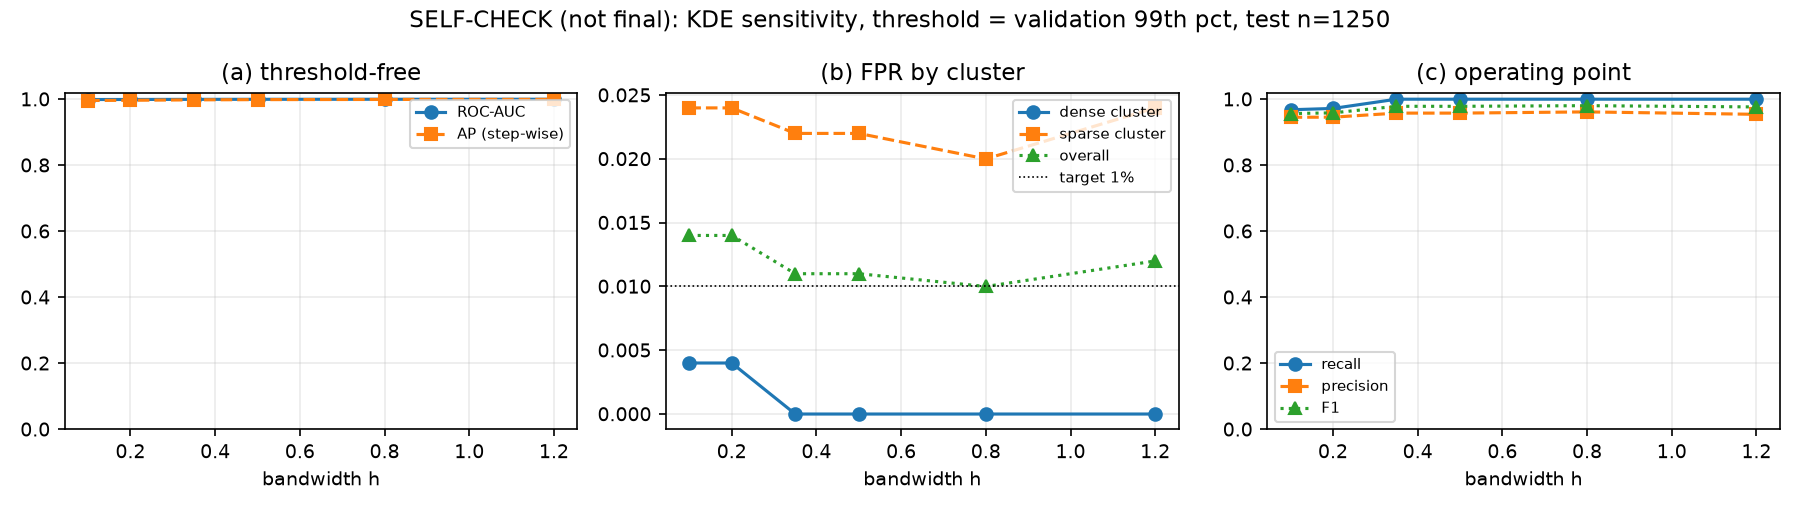 SELF-CHECK (not final): KDE sensitivity, threshold = validation 99th pct, test n=1250
(a) threshold-free
1.0
0.8
0.6
0.4
0.2
0.0
ROC-AUC
AP (step-wise)
0.2 0.4 0.6 0.8 1.0 1.2
bandwidth h
(b) FPR by cluster
0.025
0.020
0.015
0.010
0.005
0.000
dense cluster
sparse cluster
overall
target 1%
0.2 0.4 0.6 0.8 1.0 1.2
bandwidth h
(c) operating point
1.0
0.8
0.6
0.4
0.2
0.0
recall
precision
F1
0.2 0.4 0.6 0.8 1.0 1.2
bandwidth h